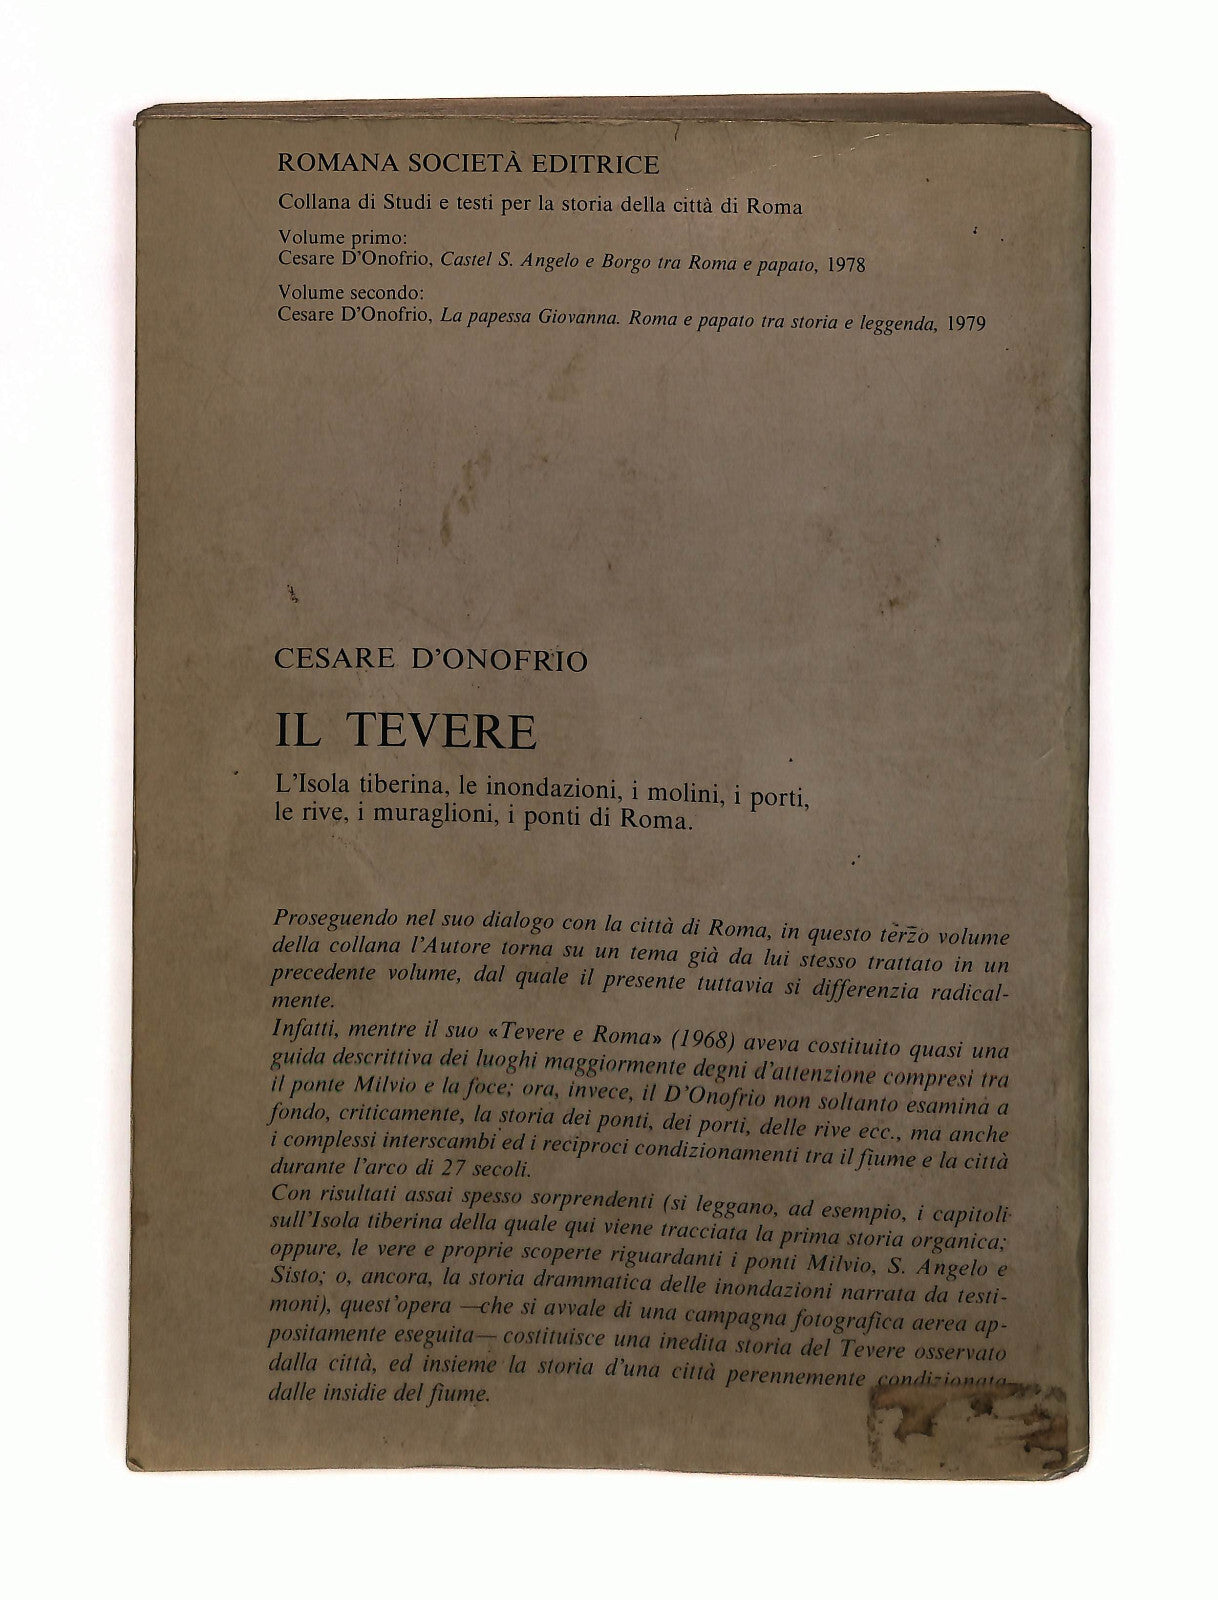 ROMANA SOCIETÀ EDITRICE
Collana di Studi e testi per la storia della città di Roma
Volume primo:
Cesare D'Onofrio, Castel S. Angelo e Borgo tra Roma e papato, 1978
Volume secondo:
Cesare D'Onofrio, La papessa Giovanna. Roma e papato tra storia e leggenda, 1979
CESARE D'ONOFRIO
IL TEVERE
L'Isola tiberina, le inondazioni, i molini, i porti,
le rive, i muraglioni, i ponti di Roma.
Proseguendo nel suo dialogo con la città di Roma, in questo terzo volume
della collana l'Autore torna su un tema già da lui stesso trattato in un
precedente volume, dal quale il presente tuttavia si differenzia radical-
mente.
Infatti, mentre il suo «Tevere e Roma» (1968) aveva costituito quasi una
guida descrittiva dei luoghi maggiormente degni d'attenzione compresi tra
il ponte Milvio e la foce; ora, invece, il D'Onofrio non soltanto esamina a
fondo, criticamente, la storia dei ponti, dei porti, delle rive ecc., ma anche
i complessi interscambi ed i reciproci condizionamenti tra il fiume e la città
durante l'arco di 27 secoli.
Con risultati assai spesso sorprendenti (si leggano, ad esempio, i capitoli
sull'Isola tiberina della quale qui viene tracciata la prima storia organica;
oppure, le vere e proprie scoperte riguardanti i ponti Milvio, S. Angelo e
Sisto; o, ancora, la storia drammatica delle inondazioni narrata da testi-
moni), quest'opera —che si avvale di una campagna fotografica aerea ap-
positamente eseguita— costituisce una inedita storia del Tevere osservato
dalla città, ed insieme la storia d'una città perennemente condizionata
dalle insidie del fiume.